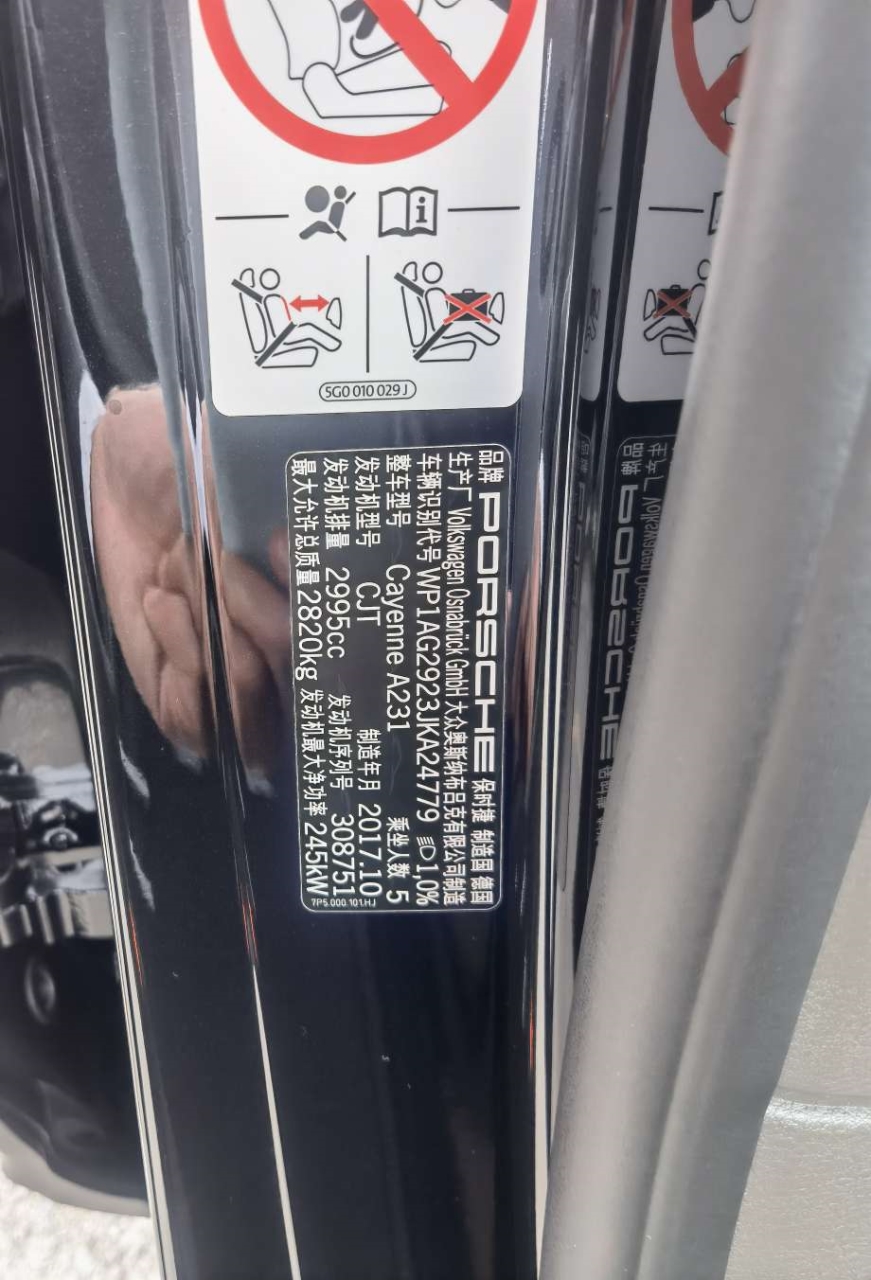 5G0 010 029 J
品牌 PORSCHE 保时捷 制造国 德国
生产厂 Volkswagen Osnabrück GmbH 大众奥斯纳布吕克有限公司制造
车辆识别代号 WP1AG2923JKA24779 1,0%
整车型号 Cayenne A231 乘坐人数 5
发动机型号 CJT 制造年月 2017.10
发动机排量 2995cc 发动机序列号 308751
最大允许总质量 2820kg 发动机最大净功率 245kW
7P5.000.101.HJ
品牌
PORSCHE